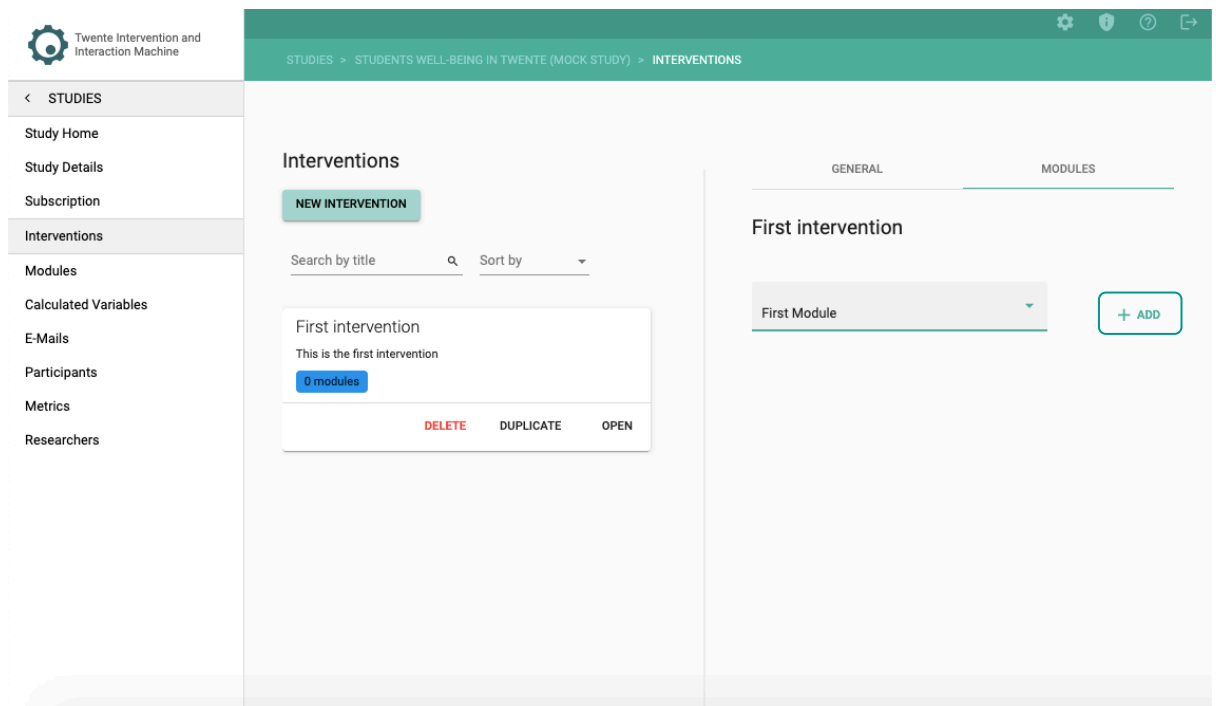 Twente Intervention and
Interaction Machine
STUDIES > STUDENTS WELL-BEING IN TWENTE (MOCK STUDY) > INTERVENTIONS
< STUDIES
Study Home
Study Details
Subscription
Interventions
Modules
Calculated Variables
E-Mails
Participants
Metrics
Researchers
Interventions
NEW INTERVENTION
Search by title
Sort by
First intervention
This is the first intervention
0 modules
DELETE DUPLICATE OPEN
GENERAL MODULES
First intervention
First Module
+ ADD